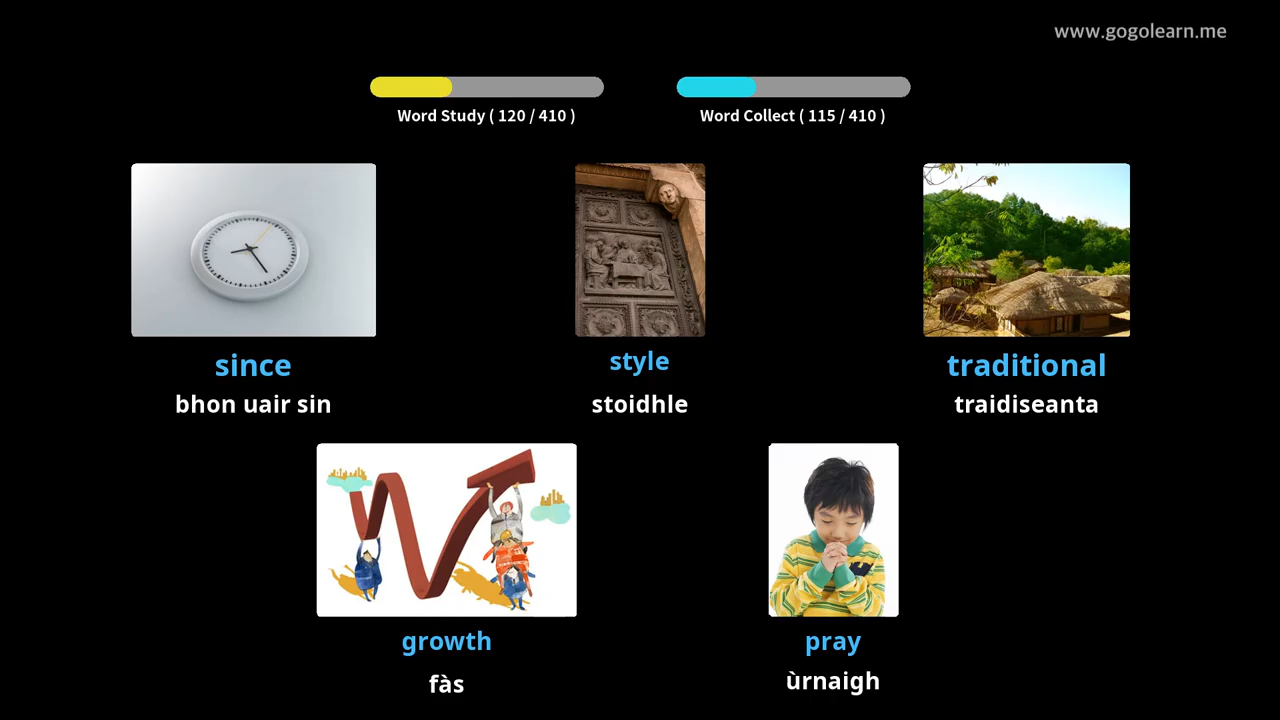 www.gogolearn.me
Word Study ( 120 / 410 )
Word Collect ( 115 / 410 )
since
bhon uair sin
style
stoidhle
traditional
traidiseanta
growth
fàs
pray
ùrnaigh